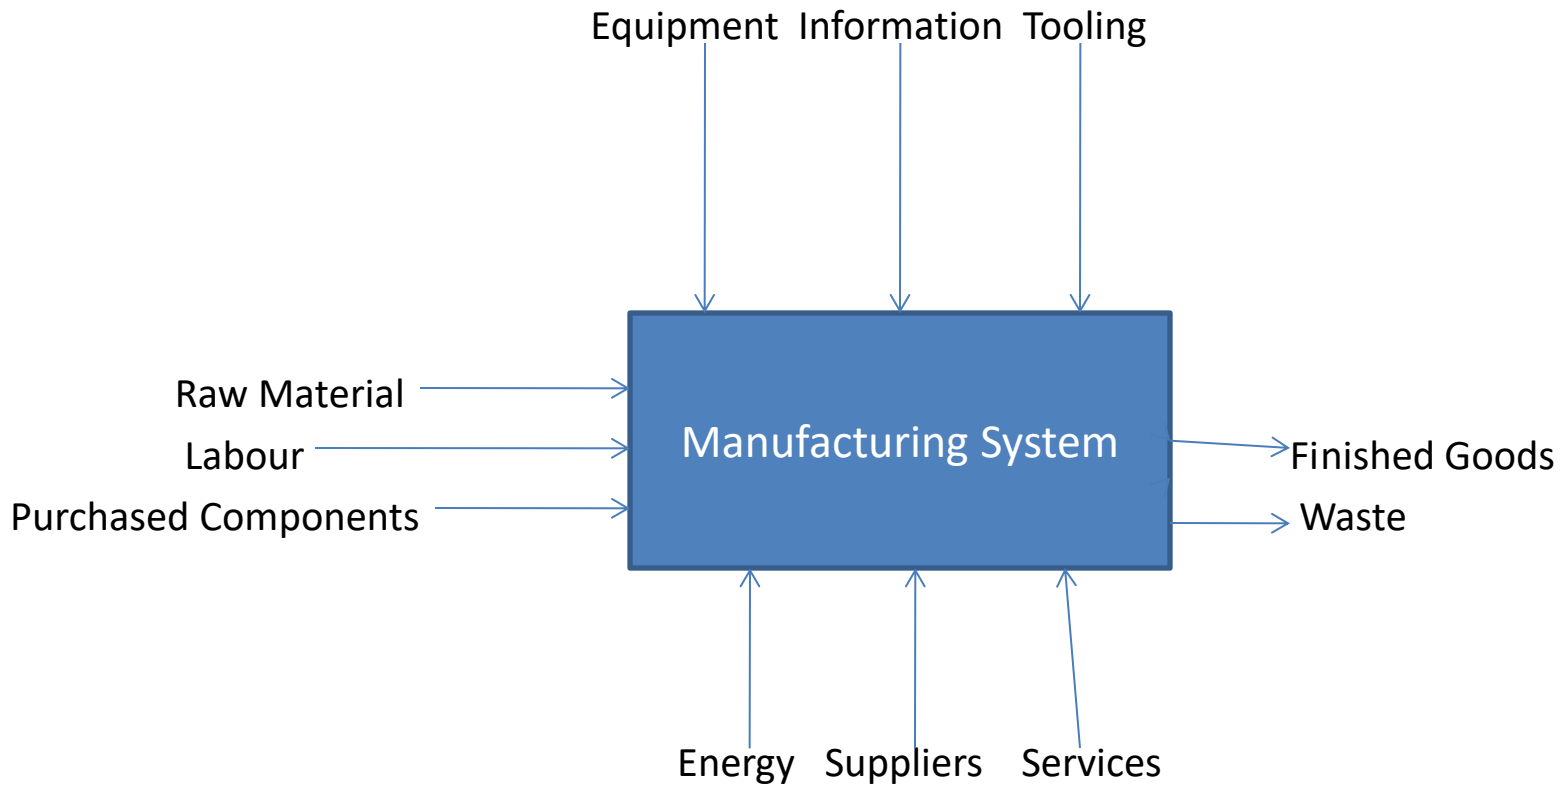 Equipment Information Tooling
Raw Material
Labour
Purchased Components
Manufacturing System
Finished Goods
Waste
Energy Suppliers Services